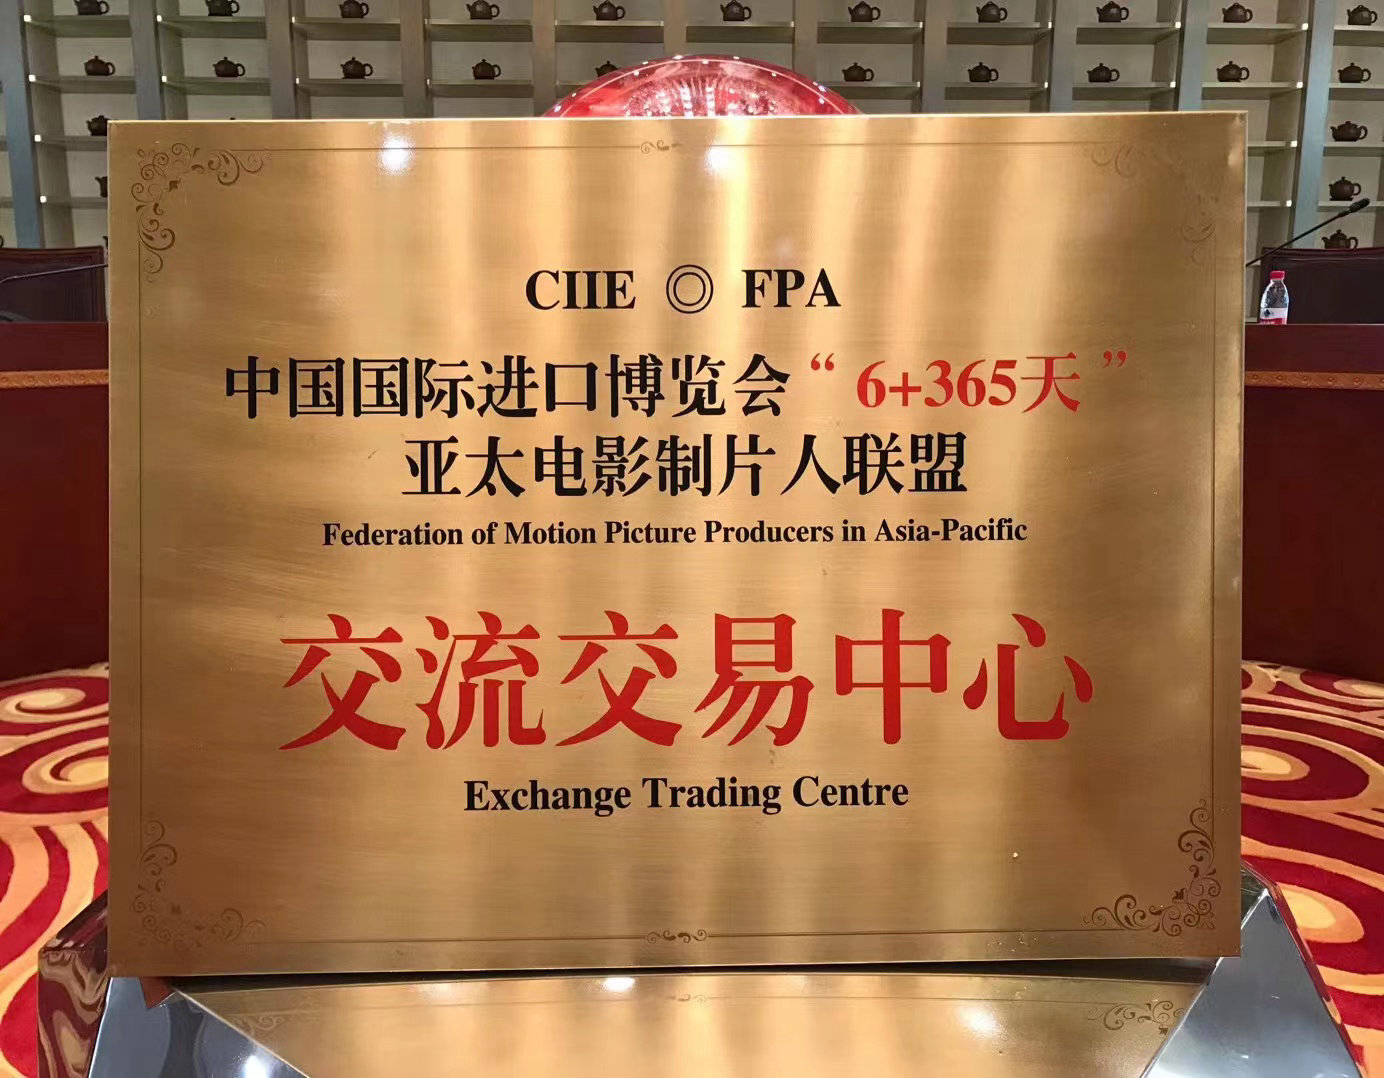 CIIE ◎ FPA
中国国际进口博览会“6+365天”
亚太电影制片人联盟
Federation of Motion Picture Producers in Asia-Pacific
交流交易中心
Exchange Trading Centre